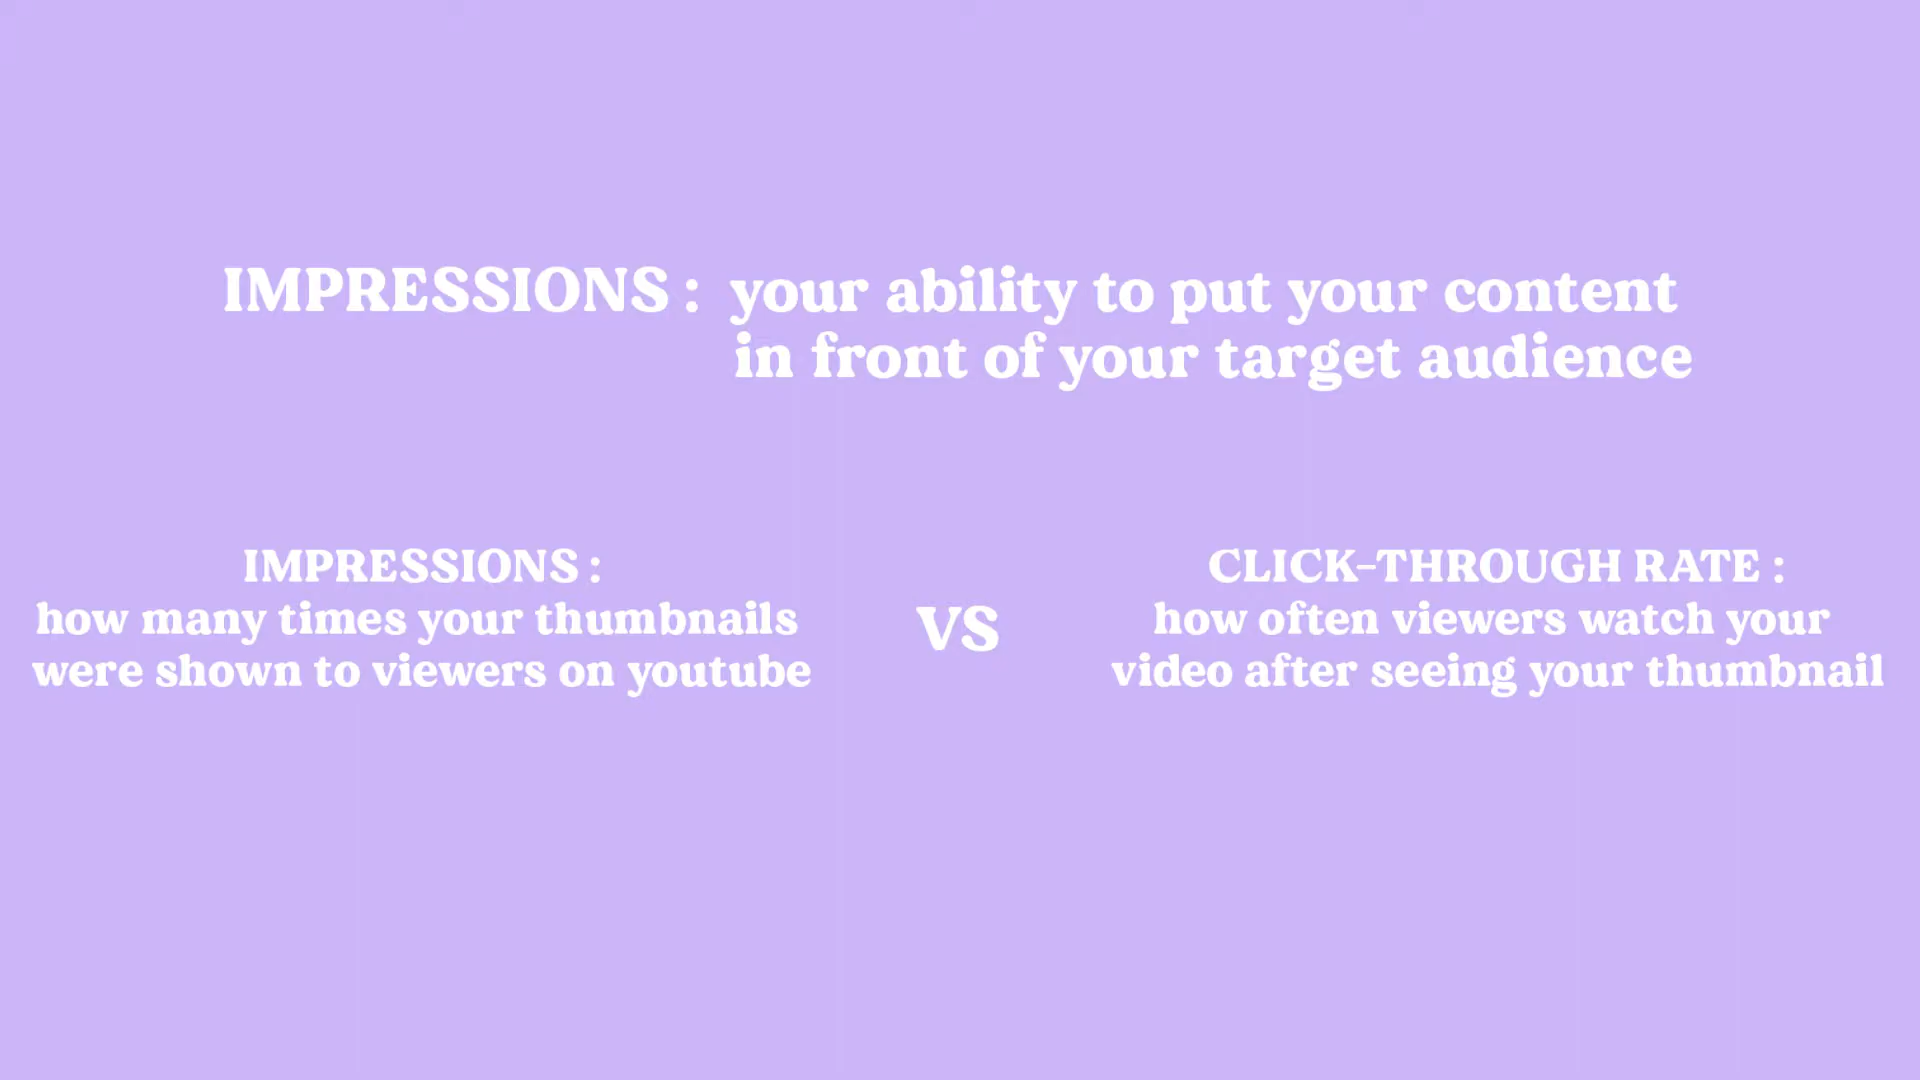 IMPRESSIONS : your ability to put your content
in front of your target audience
IMPRESSIONS :
how many times your thumbnails
were shown to viewers on youtube
VS
CLICK-THROUGH RATE :
how often viewers watch your
video after seeing your thumbnail